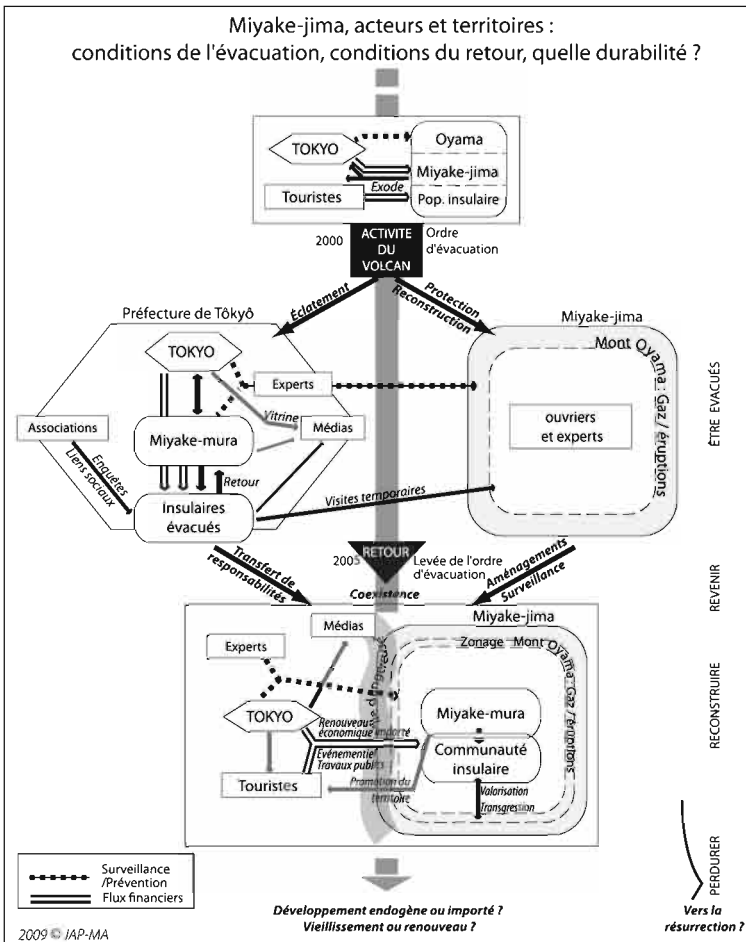 Miyake-jima, acteurs et territoires :
conditions de l'évacuation, conditions du retour, quelle durabilité ?
TOKYO
Oyama
Miyake-jima
Exode
Touristes
Pop. insulaire
2000
ACTIVITE
DU
VOLCAN
Ordre
d'évacuation
Éclatement
Protection
Reconstruction
Préfecture de Tôkyô
Miyake-jima
Mont Oyama : Gaz / éruptions
TOKYO
Experts
Vitrine
Associations
Miyake-mura
Médias
ouvriers
et experts
Enquêtes
Liens sociaux
Retour
Insulaires
évacués
Visites temporaires
ÊTRE EVACUÉS
2005
RETOUR
Levée de l'ordre
d'évacuation
Transfert de
responsabilités
Aménagements
Surveillance
REVENIR
Coexistence
Miyake-jima
Médias
Experts
Zonage Mont Oyama : Gaz / éruptions
dangereuse
TOKYO
Renouveau
économique importé
Miyake-mura
Evénementiel
Travaux publics
Communauté
insulaire
Touristes
Promotion du
territoire
Valorisation
Transgression
RECONSTRUIRE
PERDURER
Surveillance
/Prévention
Flux financiers
Développement endogène ou importé ?
Vieillissement ou renouveau ?
Vers la
résurrection ?
2009 © JAP-MA